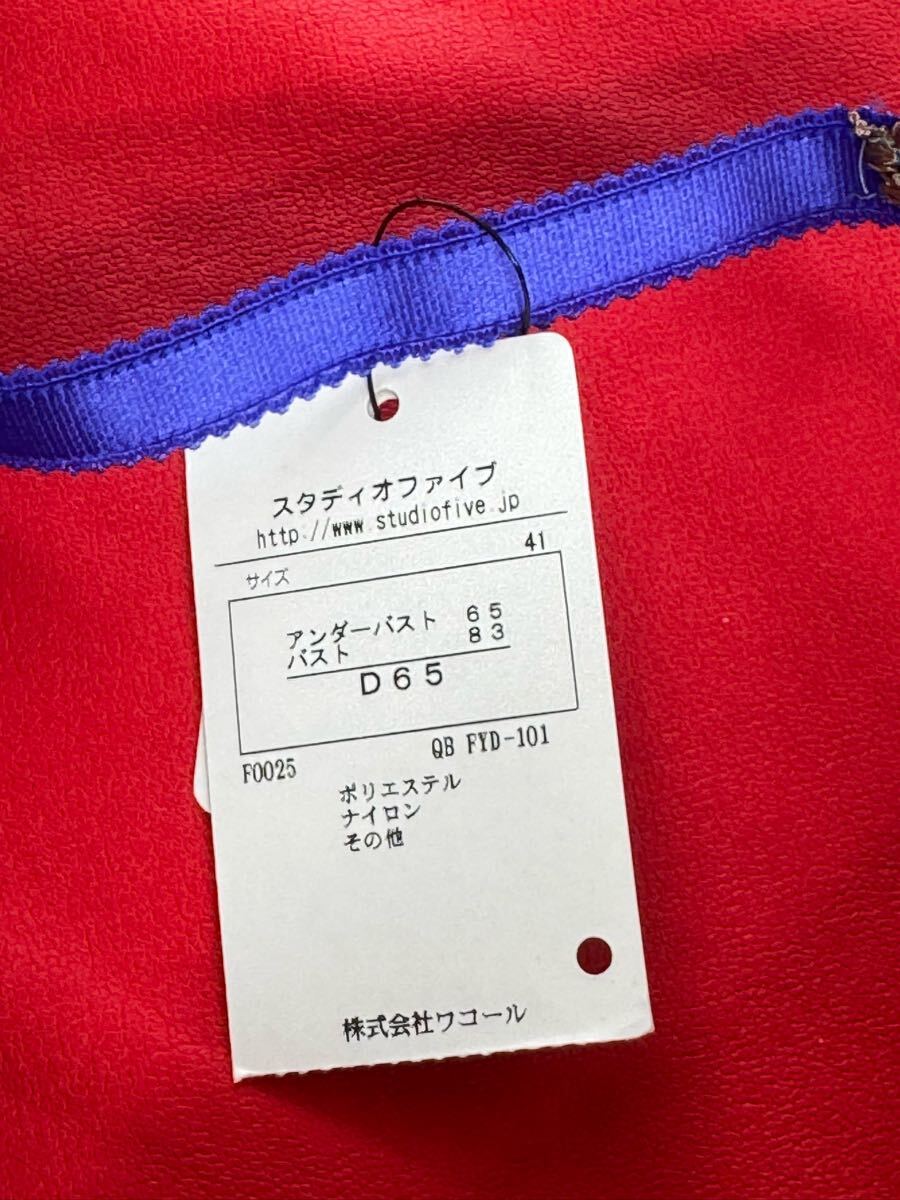 スタディオファイブ
http://www.studiofive.jp
サイズ 41
アンダーバスト 65
バスト 83
D65
F0025 QB FYD-101
ポリエステル
ナイロン
その他
株式会社ワコール